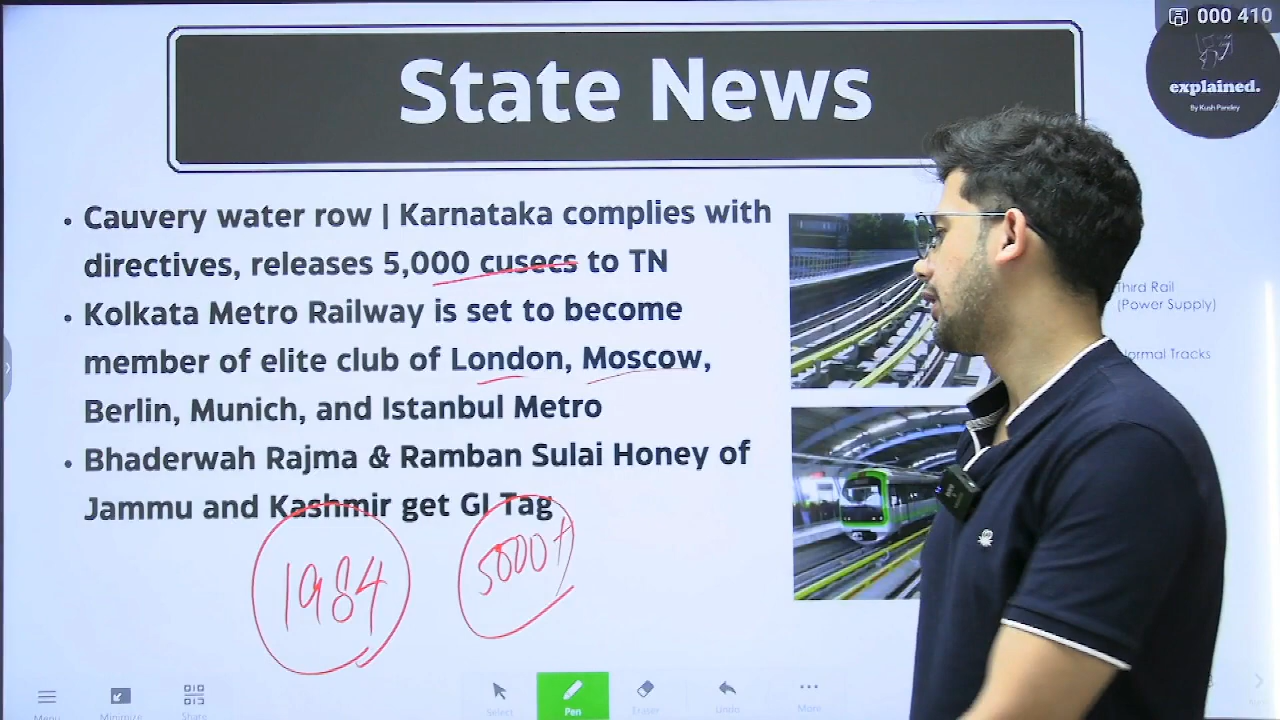 000 410
State News
explained.
By Kush Pandey
• Cauvery water row | Karnataka complies with
directives, releases 5,000 cusecs to TN
• Kolkata Metro Railway is set to become
member of elite club of London, Moscow,
Berlin, Munich, and Istanbul Metro
• Bhaderwah Rajma & Ramban Sulai Honey of
Jammu and Kashmir get GI Tag
Third Rail
(Power Supply)
Normal Tracks
1984
5000+
Menu
Minimize
Share
Select
Pen
Eraser
Undo
More